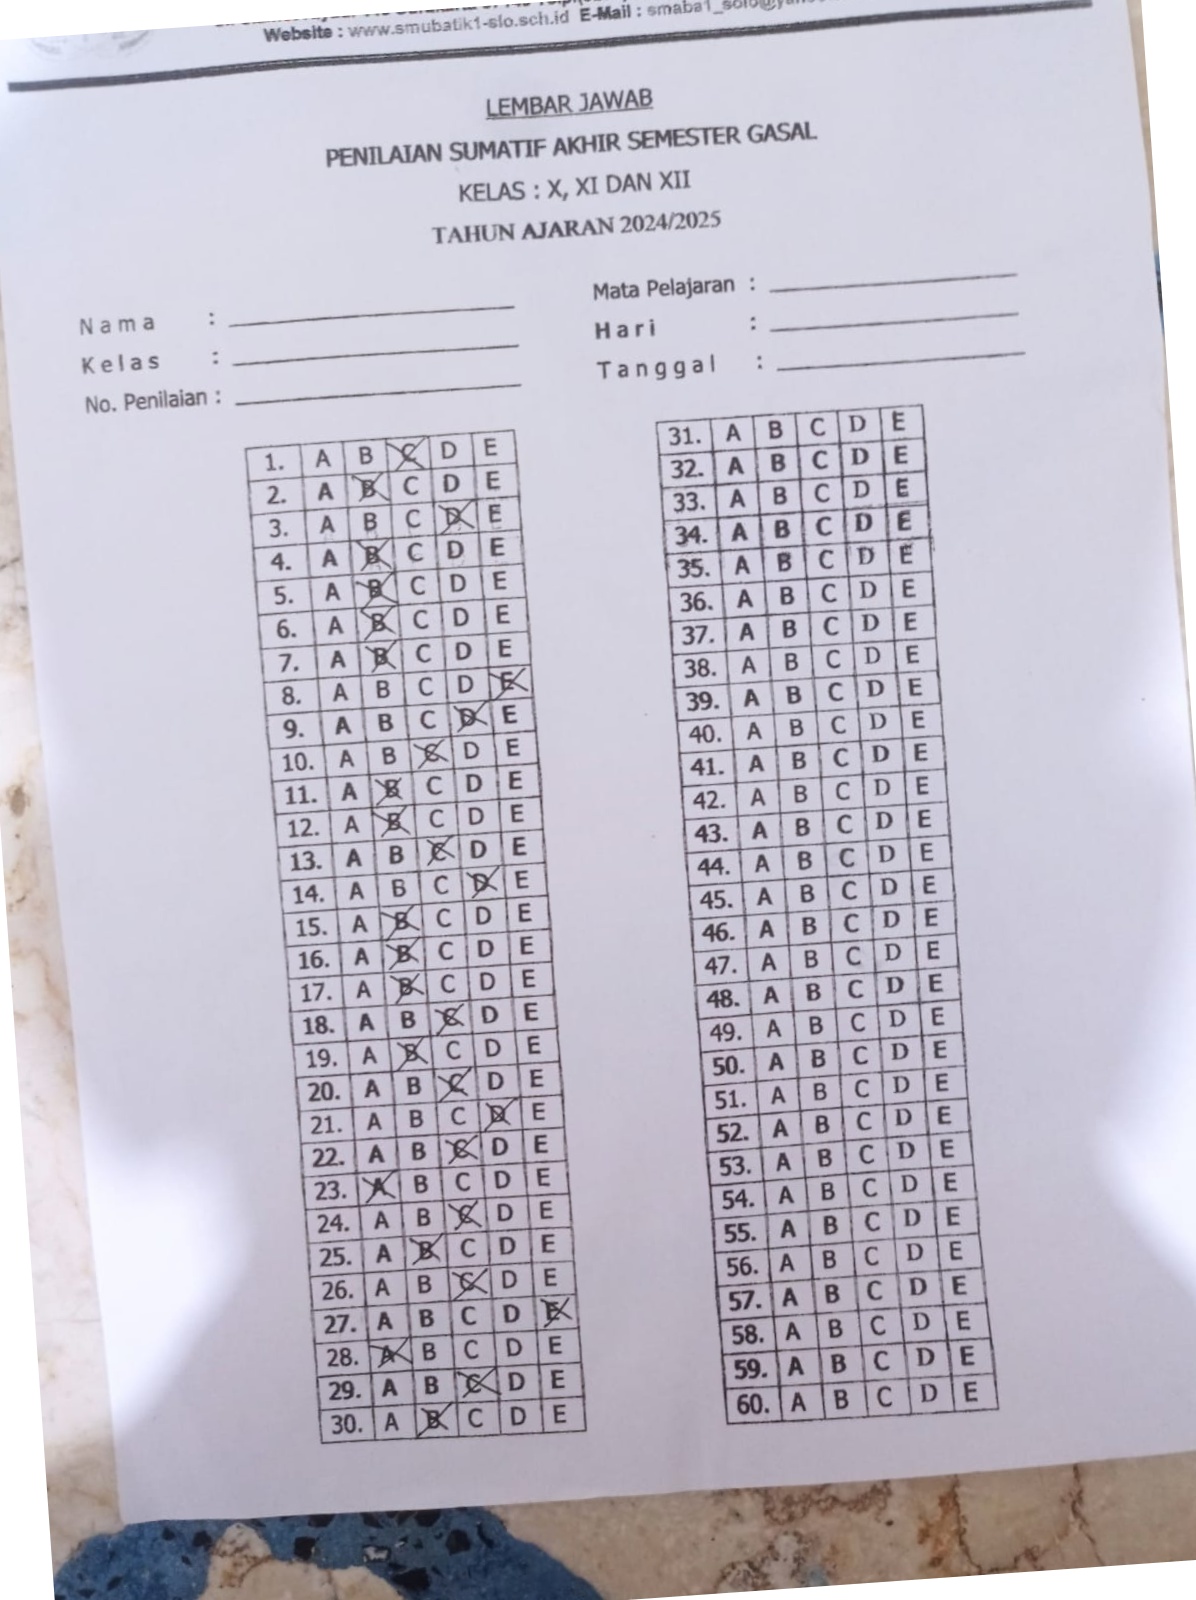 Website : www.smubatik1-slo.sch.id E-Mail : smaba1_solo@yahoo
LEMBAR JAWAB
PENILAIAN SUMATIF AKHIR SEMESTER GASAL
KELAS : X, XI DAN XII
TAHUN AJARAN 2024/2025
Nama :
Kelas :
No. Penilaian :
Mata Pelajaran :
Hari :
Tanggal :
1. A B C D E
2. A B C D E
3. A B C D E
4. A B C D E
5. A B C D E
6. A B C D E
7. A B C D E
8. A B C D E
9. A B C D E
10. A B C D E
11. A B C D E
12. A B C D E
13. A B C D E
14. A B C D E
15. A B C D E
16. A B C D E
17. A B C D E
18. A B C D E
19. A B C D E
20. A B C D E
21. A B C D E
22. A B C D E
23. A B C D E
24. A B C D E
25. A B C D E
26. A B C D E
27. A B C D E
28. A B C D E
29. A B C D E
30. A B C D E
31. A B C D E
32. A B C D E
33. A B C D E
34. A B C D E
35. A B C D E
36. A B C D E
37. A B C D E
38. A B C D E
39. A B C D E
40. A B C D E
41. A B C D E
42. A B C D E
43. A B C D E
44. A B C D E
45. A B C D E
46. A B C D E
47. A B C D E
48. A B C D E
49. A B C D E
50. A B C D E
51. A B C D E
52. A B C D E
53. A B C D E
54. A B C D E
55. A B C D E
56. A B C D E
57. A B C D E
58. A B C D E
59. A B C D E
60. A B C D E